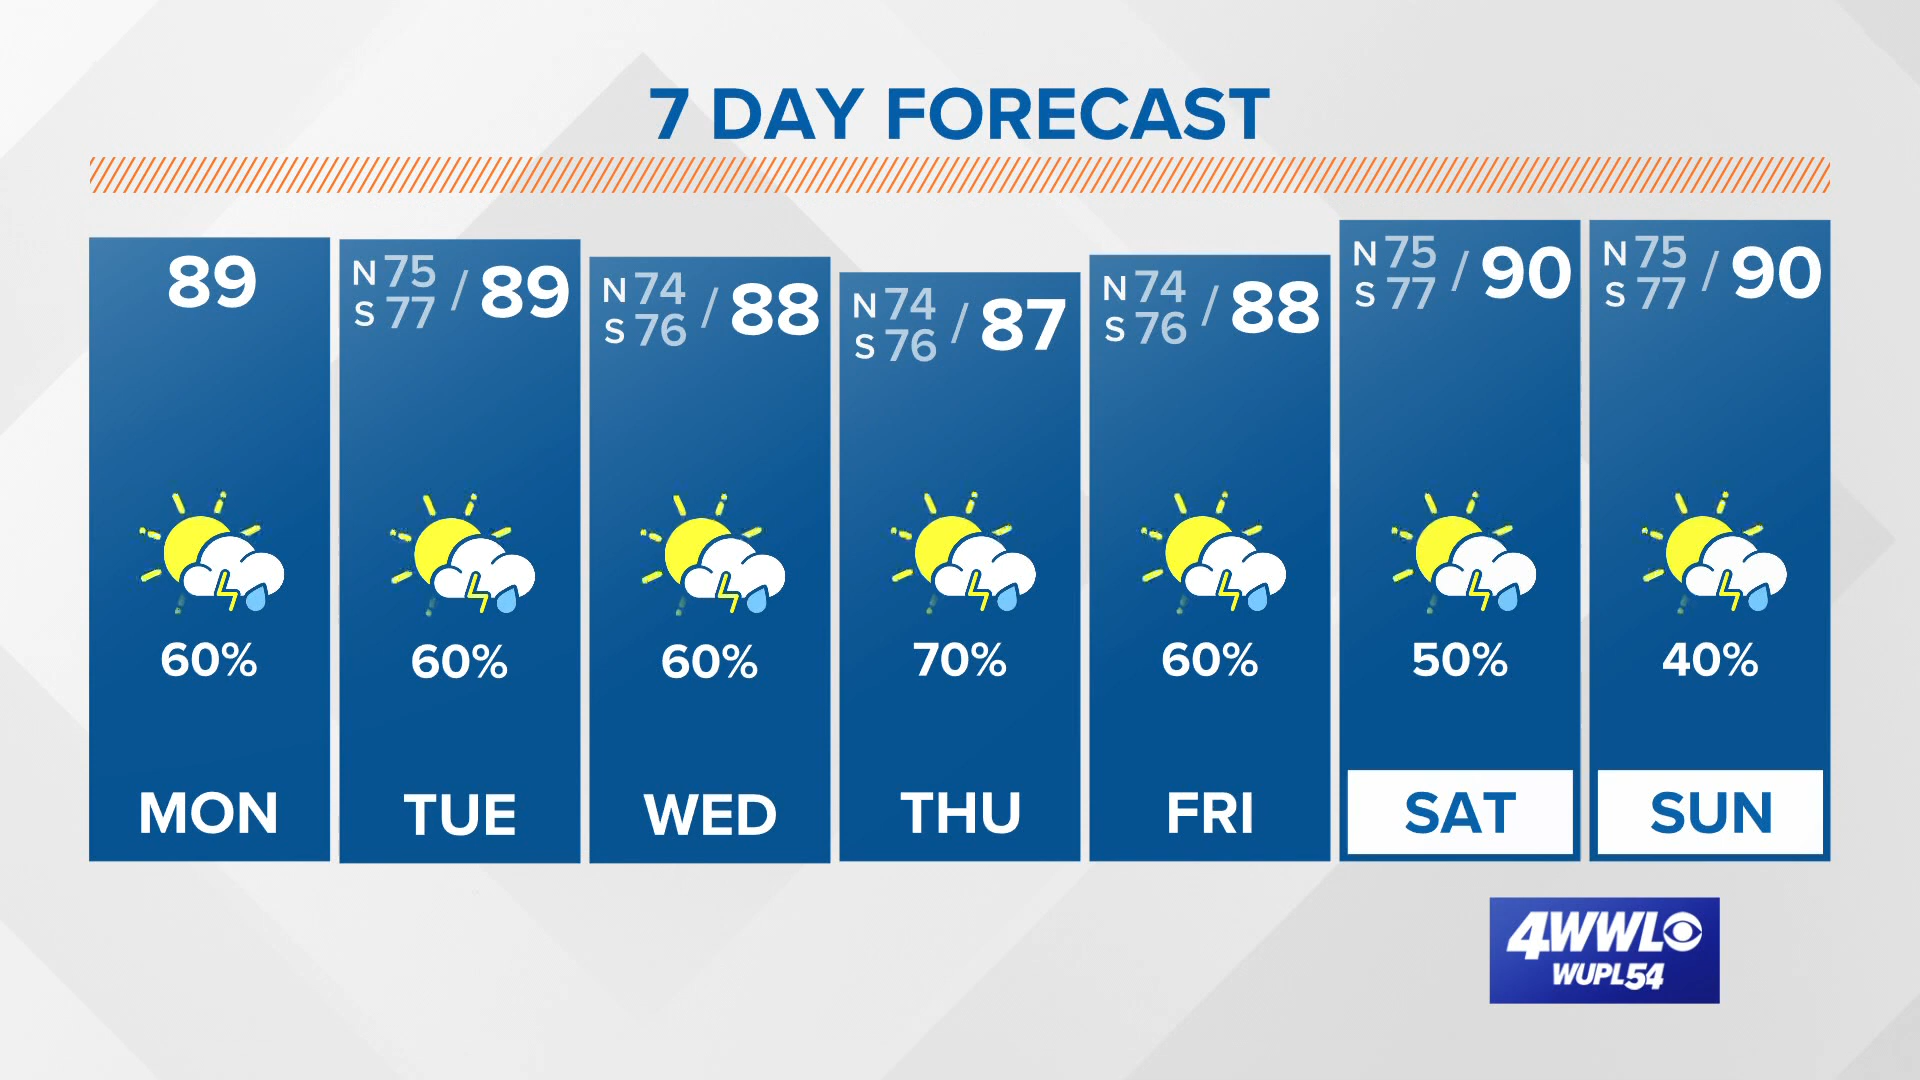 7 DAY FORECAST
89
60%
MON
N 75
S 77
/ 89
60%
TUE
N 74
S 76
/ 88
60%
WED
N 74
S 76
/ 87
70%
THU
N 74
S 76
/ 88
60%
FRI
N 75
S 77
/ 90
50%
SAT
N 75
S 77
/ 90
40%
SUN
4WWL
WUPL54